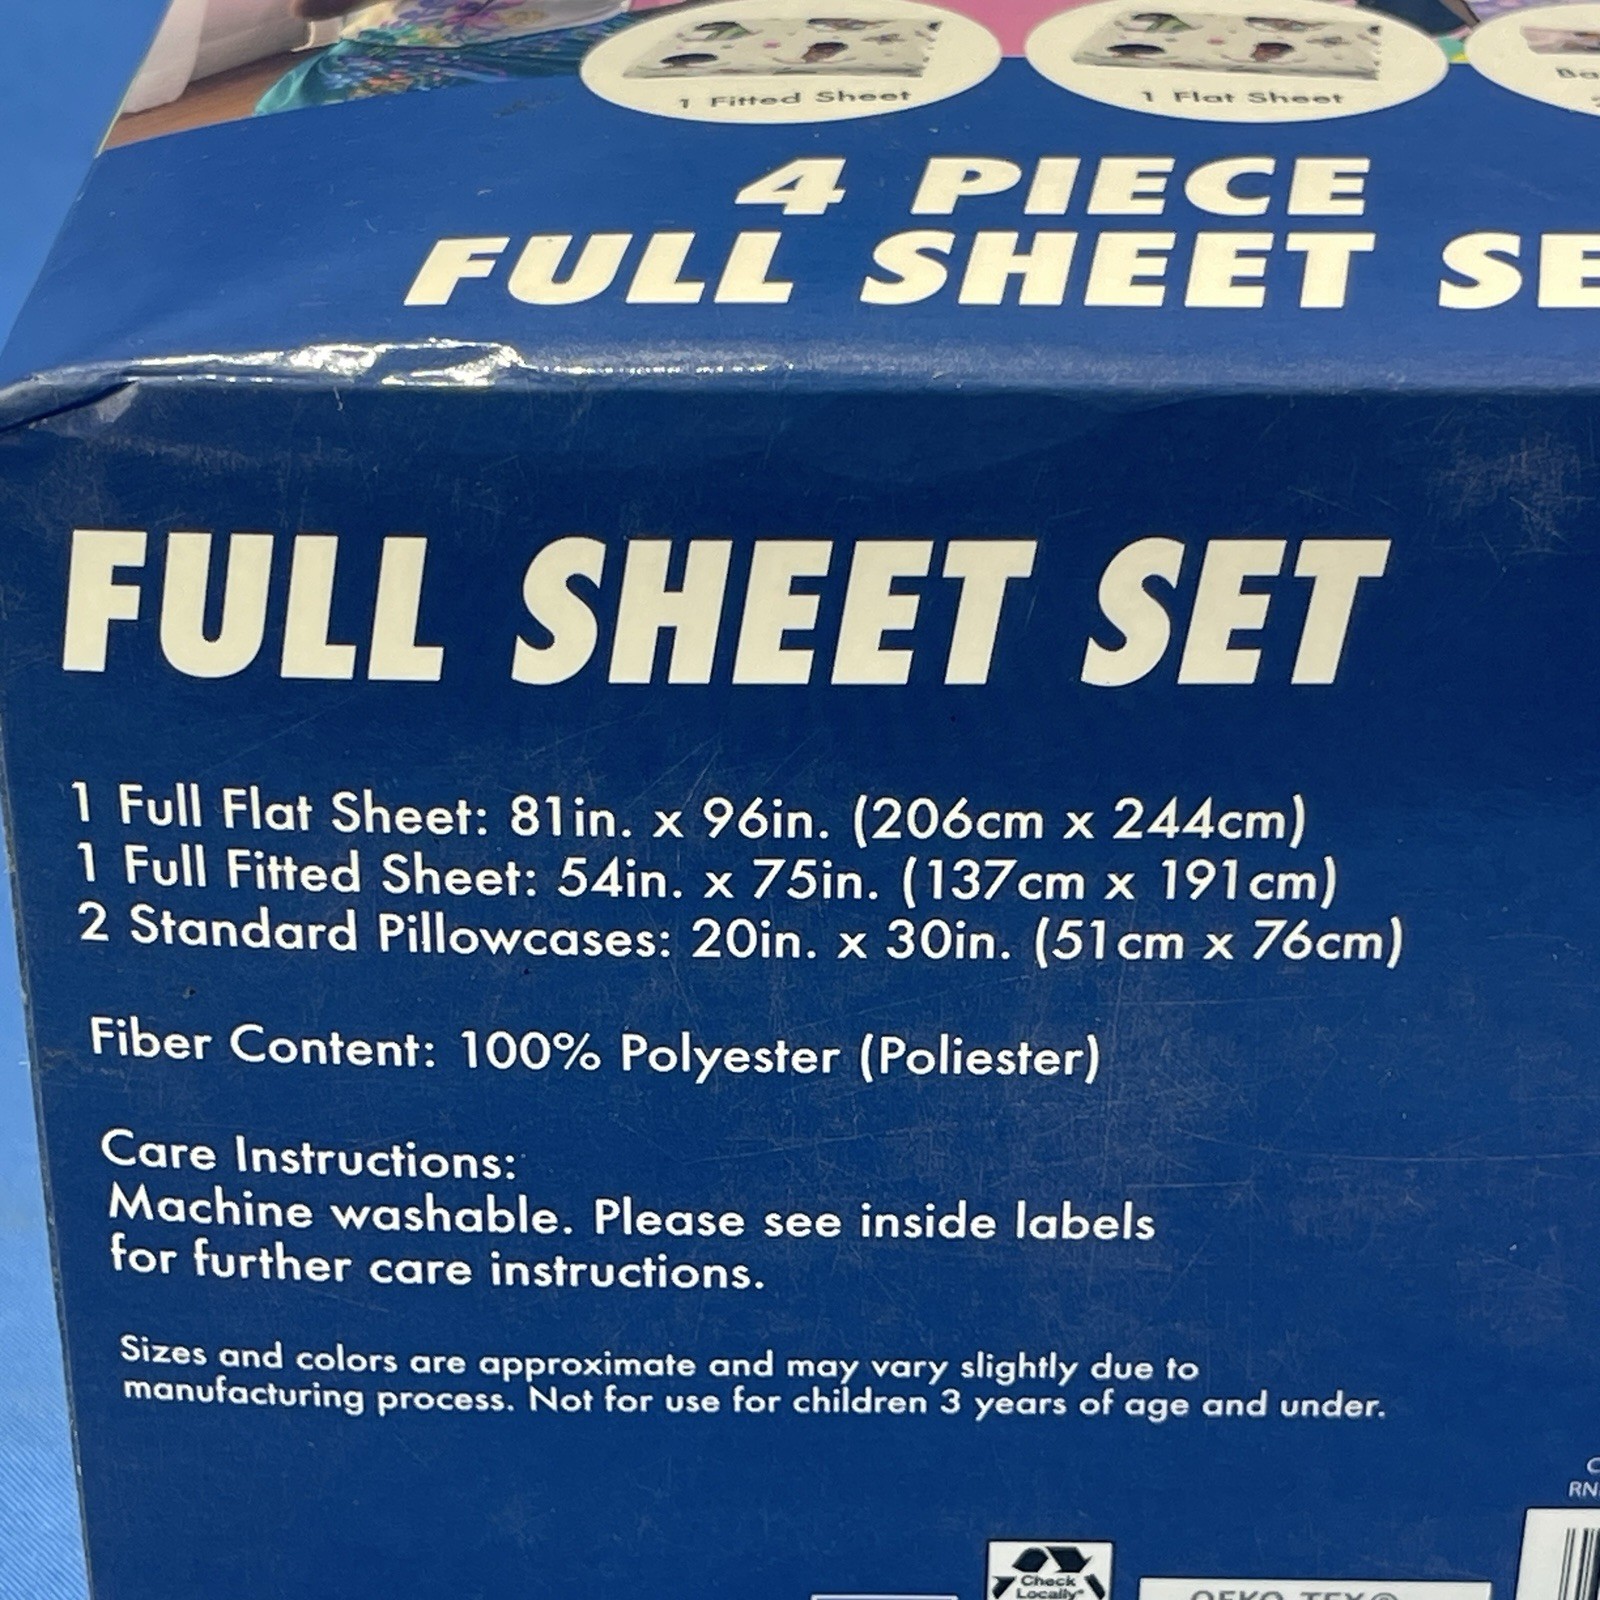 1 Fitted Sheet
1 Flat Sheet
4 PIECE
FULL SHEET SE
FULL SHEET SET
1 Full Flat Sheet: 81in. x 96in. (206cm x 244cm)
1 Full Fitted Sheet: 54in. x 75in. (137cm x 191cm)
2 Standard Pillowcases: 20in. x 30in. (51cm x 76cm)
Fiber Content: 100% Polyester (Poliester)
Care Instructions:
Machine washable. Please see inside labels
for further care instructions.
Sizes and colors are approximate and may vary slightly due to
manufacturing process. Not for use for children 3 years of age and under.
RN
Check
Locally*
OEKO-TEX®